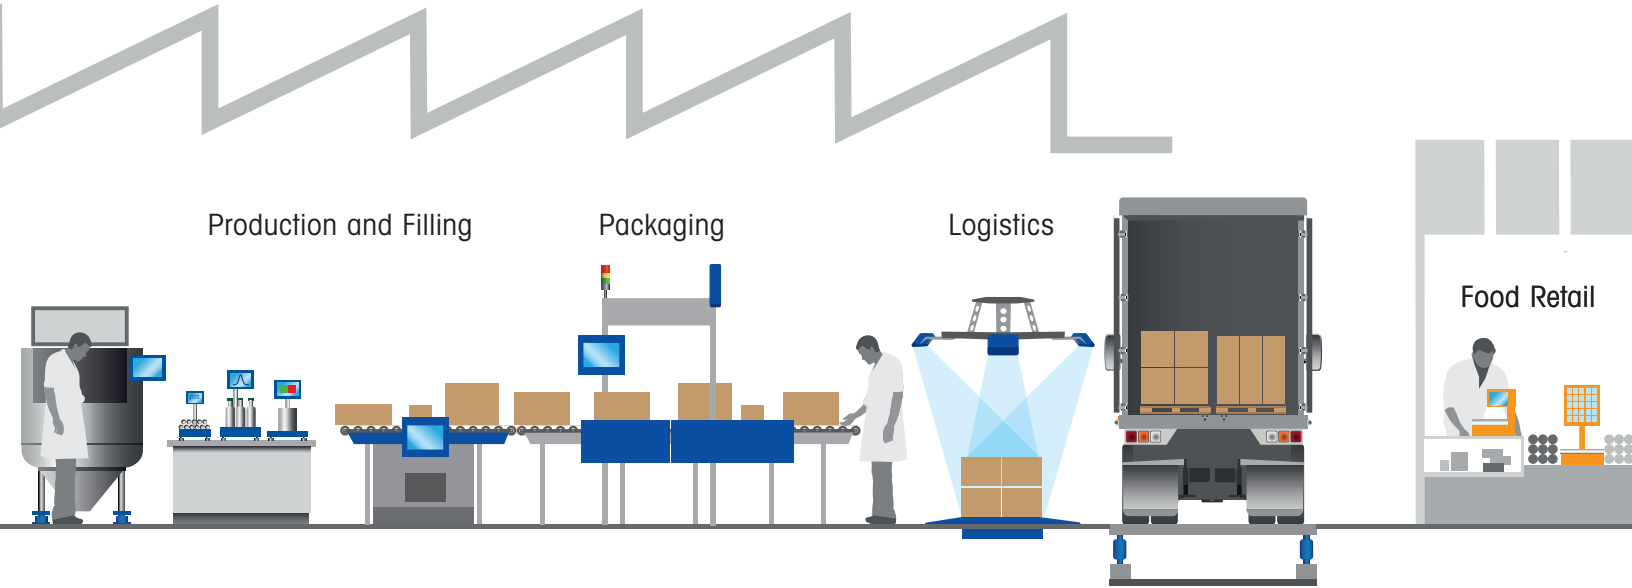 Production and Filling
Packaging
Logistics
Food Retail